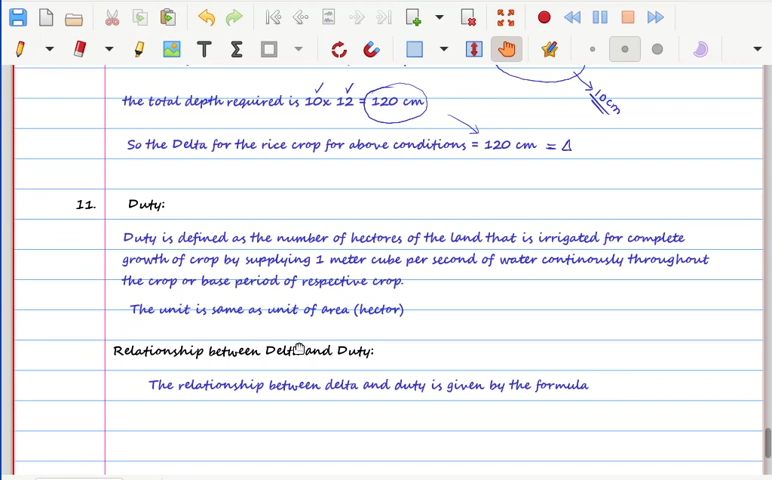 the total depth required is 10x 12 = 120 cm
10cm
So the Delta for the rice crop for above conditions = 120 cm = Δ
11. Duty:
Duty is defined as the number of hectores of the land that is irrigated for complete
growth of crop by supplying 1 meter cube per second of water continously throughout
the crop or base period of respective crop.
The unit is same as unit of area (hector)
Relationship between Delta and Duty:
The relationship between delta and duty is given by the formula